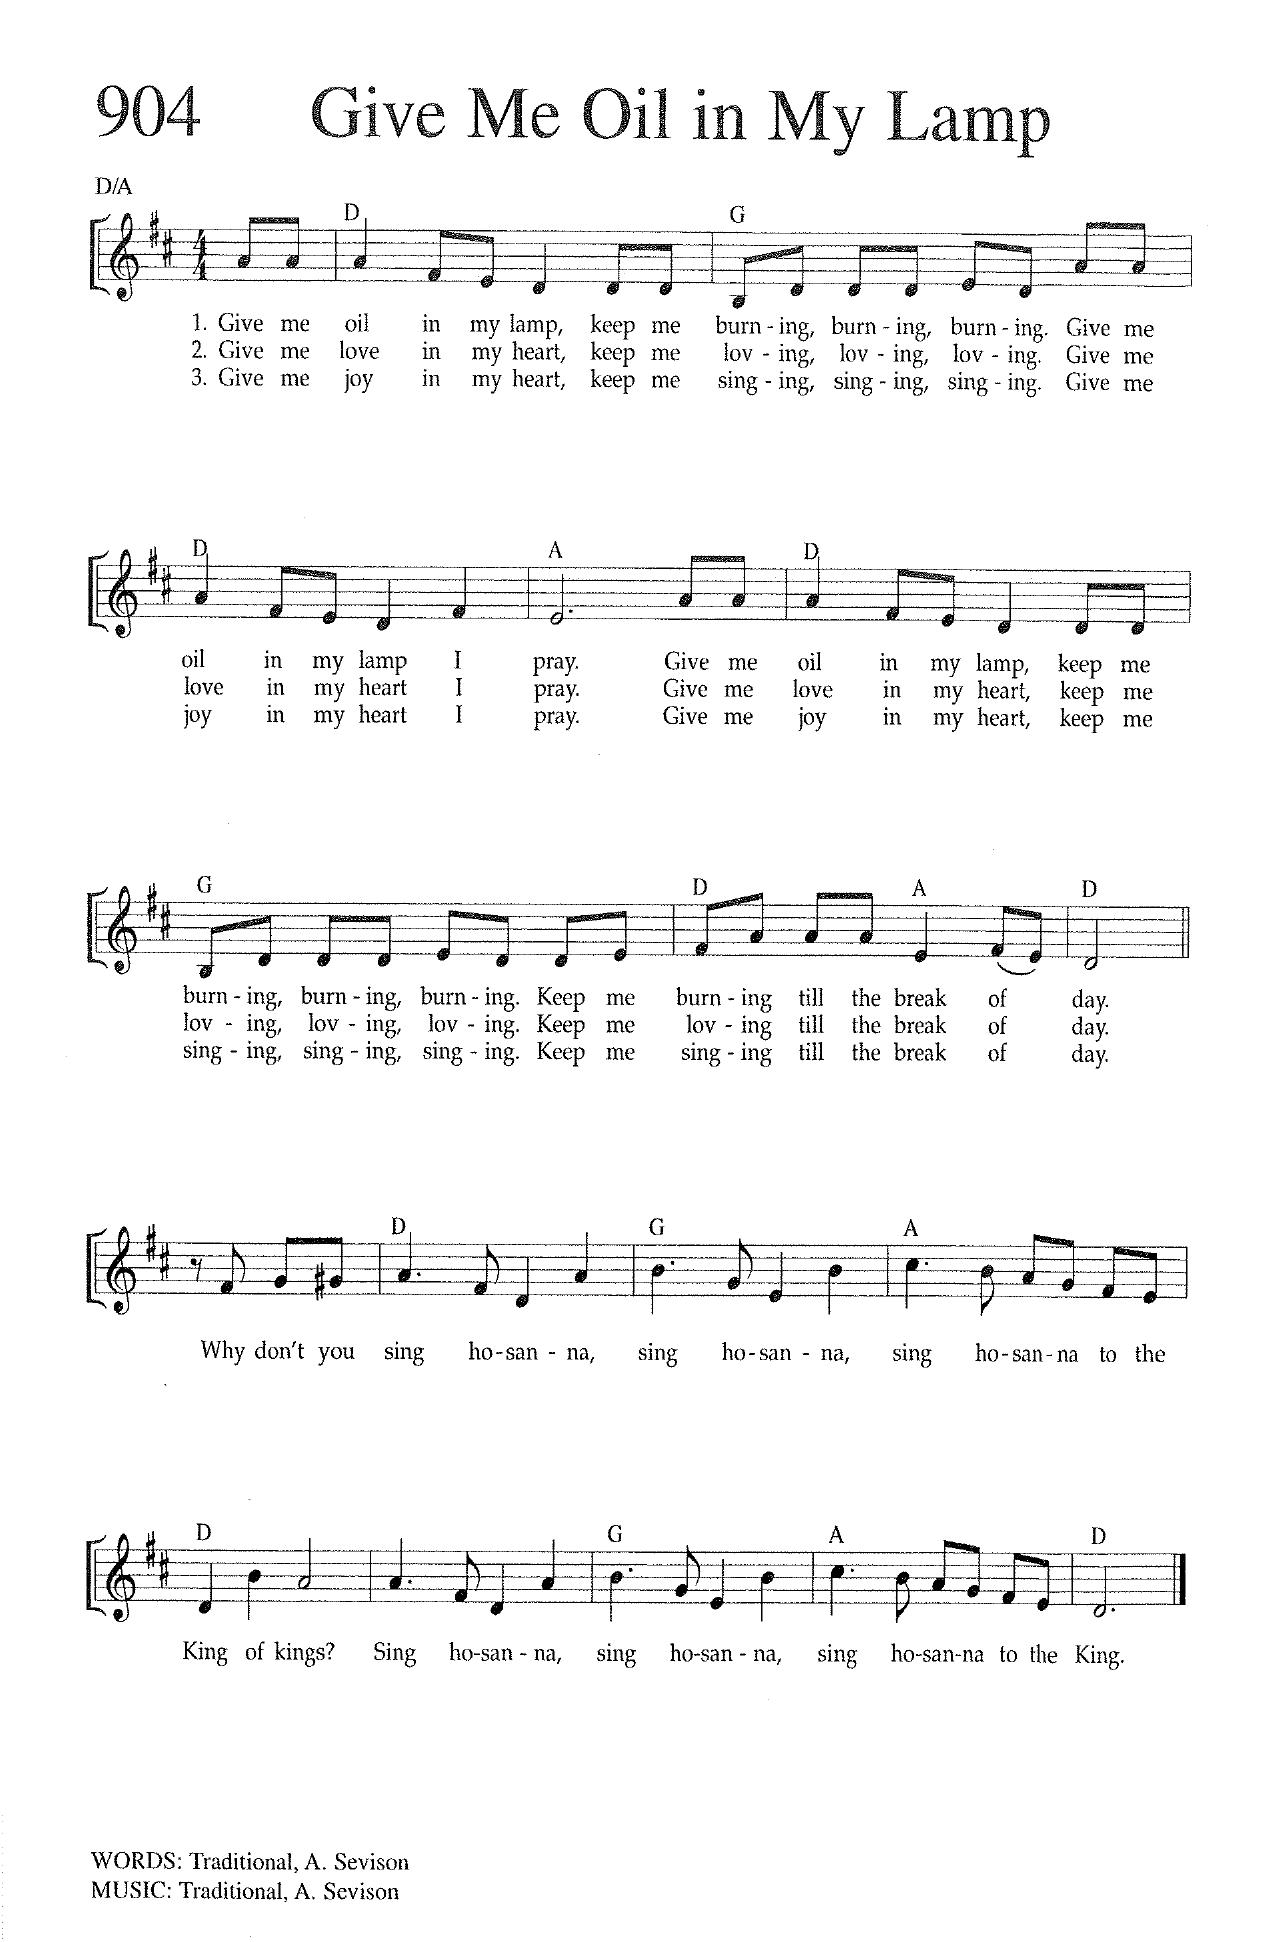 904 Give Me Oil in My Lamp
D/A
D G
1. Give me oil in my lamp, keep me burn - ing, burn - ing, burn - ing. Give me
2. Give me love in my heart, keep me lov - ing, lov - ing, lov - ing. Give me
3. Give me joy in my heart, keep me sing - ing, sing - ing, sing - ing. Give me
D A D
oil in my lamp I pray. Give me oil in my lamp, keep me
love in my heart I pray. Give me love in my heart, keep me
joy in my heart I pray. Give me joy in my heart, keep me
G D A D
burn - ing, burn - ing, burn - ing. Keep me burn - ing till the break of day.
lov - ing, lov - ing, lov - ing. Keep me lov - ing till the break of day.
sing - ing, sing - ing, sing - ing. Keep me sing - ing till the break of day.
D G A
Why don't you sing ho-san - na, sing ho-san - na, sing ho-san-na to the
D G A D
King of kings? Sing ho-san - na, sing ho-san - na, sing ho-san-na to the King.
WORDS: Traditional, A. Sevison
MUSIC: Traditional, A. Sevison